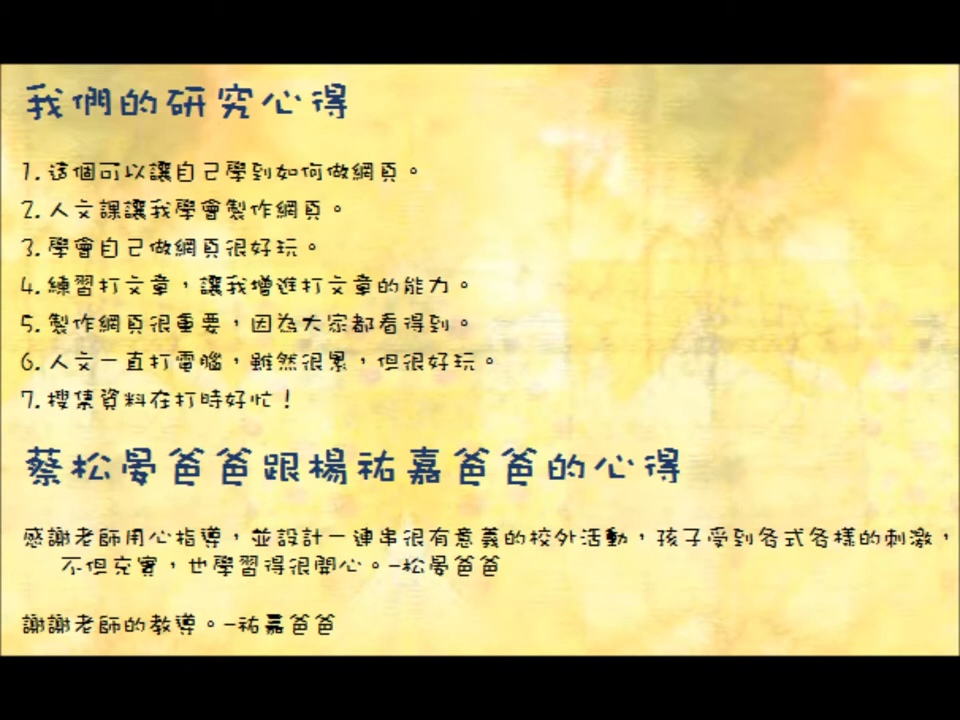 我們的研究心得
1. 這個可以讓自己學到如何做網頁。
2. 人文課讓我學會製作網頁。
3. 學會自己做網頁很好玩。
4. 練習打文章，讓我增進打文章的能力。
5. 製作網頁很重要，因為大家都看得到。
6. 人文一直打電腦，雖然很累，但很好玩。
7. 搜集資料在打時好忙！
蔡松晏爸爸跟楊祐嘉爸爸的心得
感謝老師用心指導，並設計一連串很有意義的校外活動，孩子受到各式各樣的刺激，
不但充實，也學習得很開心。-松晏爸爸
謝謝老師的教導。-祐嘉爸爸